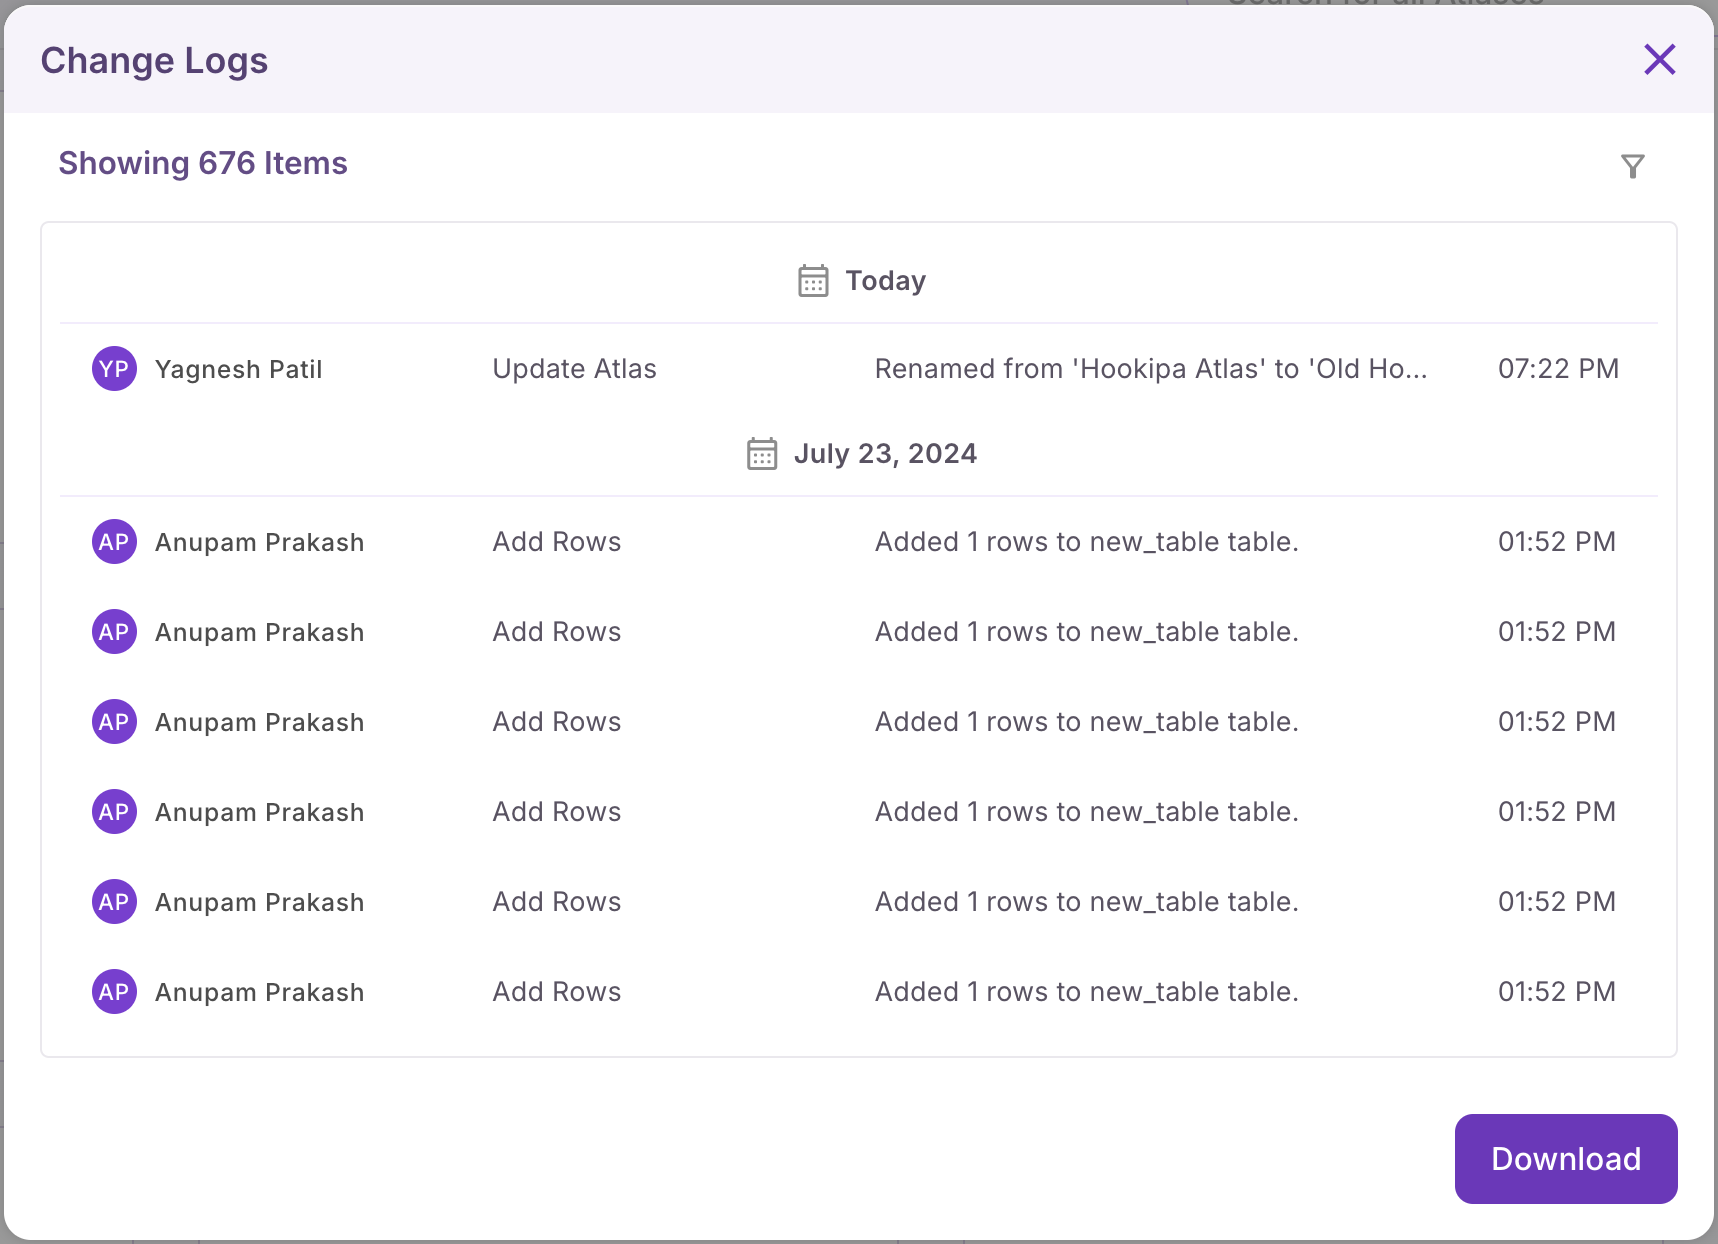 Change Logs
Showing 676 Items
Today
YP Yagnesh Patil Update Atlas Renamed from 'Hookipa Atlas' to 'Old Ho... 07:22 PM
July 23, 2024
AP Anupam Prakash Add Rows Added 1 rows to new_table table. 01:52 PM
AP Anupam Prakash Add Rows Added 1 rows to new_table table. 01:52 PM
AP Anupam Prakash Add Rows Added 1 rows to new_table table. 01:52 PM
AP Anupam Prakash Add Rows Added 1 rows to new_table table. 01:52 PM
AP Anupam Prakash Add Rows Added 1 rows to new_table table. 01:52 PM
AP Anupam Prakash Add Rows Added 1 rows to new_table table. 01:52 PM
Download